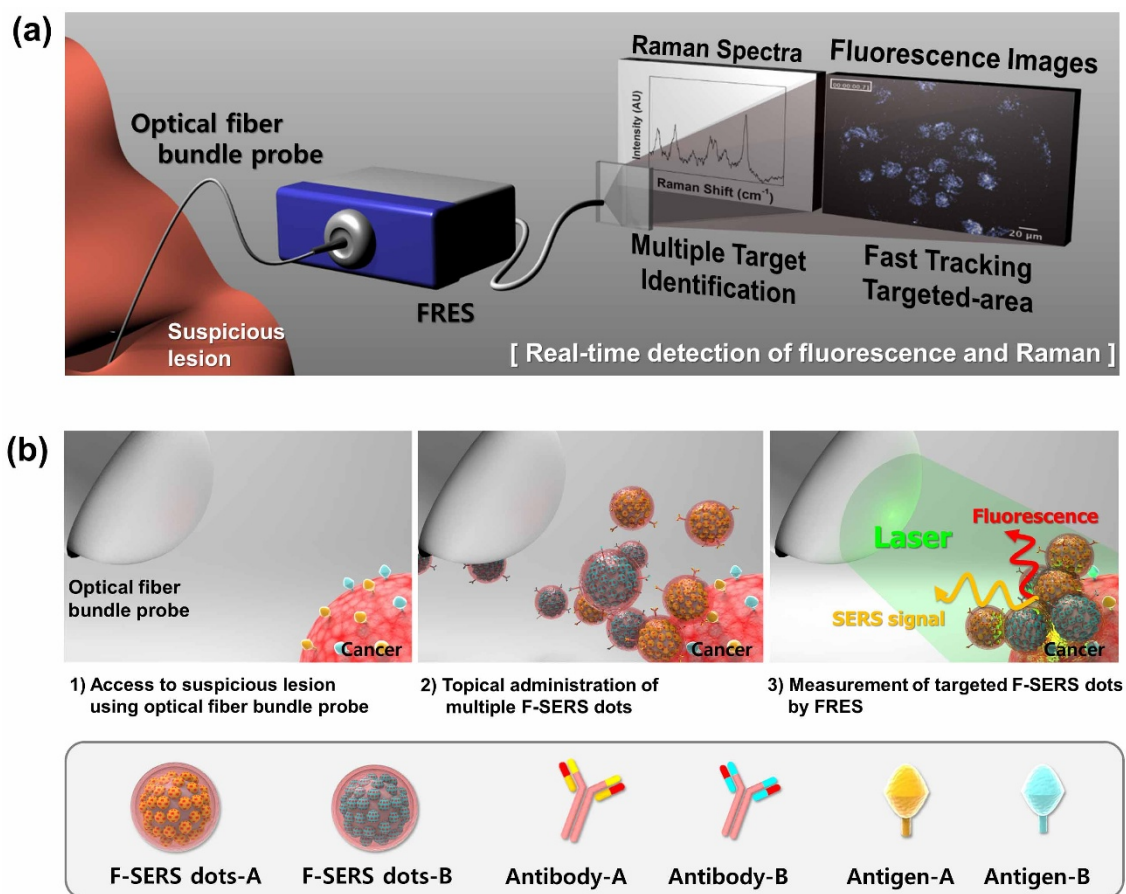 (a)
Optical fiber
bundle probe
Raman Spectra
Fluorescence Images
Intensity (AU)
Raman Shift (cm⁻¹)
20 µm
Multiple Target
Identification
Fast Tracking
Targeted-area
FRES
Suspicious
lesion
[ Real-time detection of fluorescence and Raman ]
(b)
Optical fiber
bundle probe
Cancer
Cancer
Laser
Fluorescence
SERS signal
Cancer
1) Access to suspicious lesion
using optical fiber bundle probe
2) Topical administration of
multiple F-SERS dots
3) Measurement of targeted F-SERS dots
by FRES
F-SERS dots-A
F-SERS dots-B
Antibody-A
Antibody-B
Antigen-A
Antigen-B